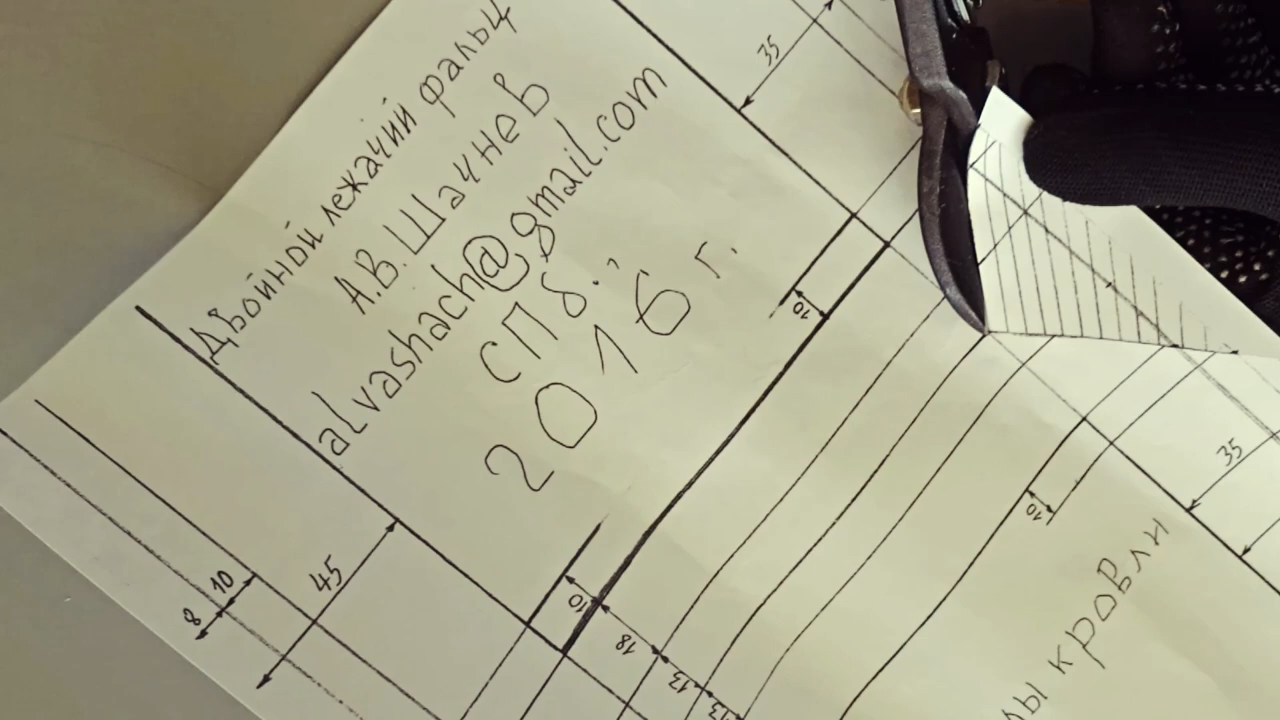 Двойной лежачий фальц
А.В. Шачнев
alvashach@gmail.com
СПб.,
2016 г.
35
10
35
10
кровли
45
10
8
10
18
13
13